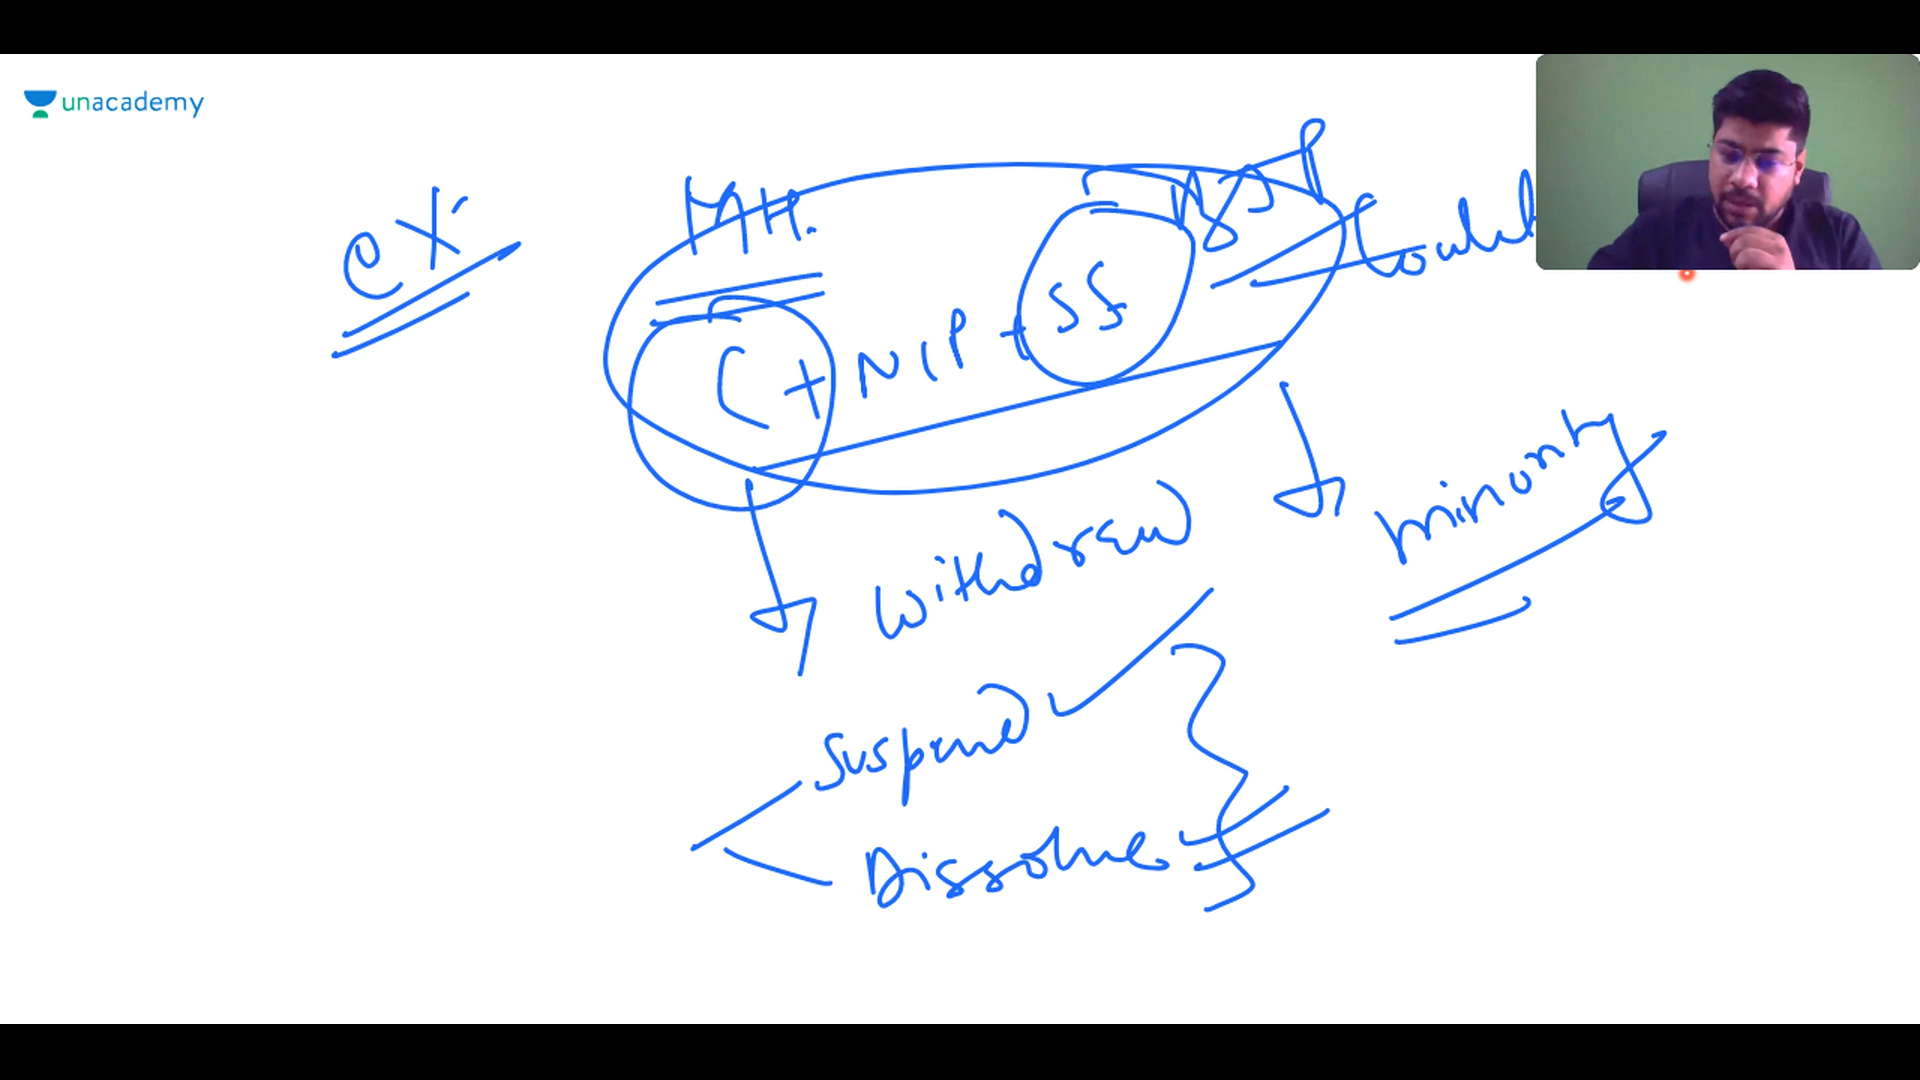 unacademy
ex.
MH.
BJP
C + NCP + SS
minority
withdrew
suspend
Dissolve